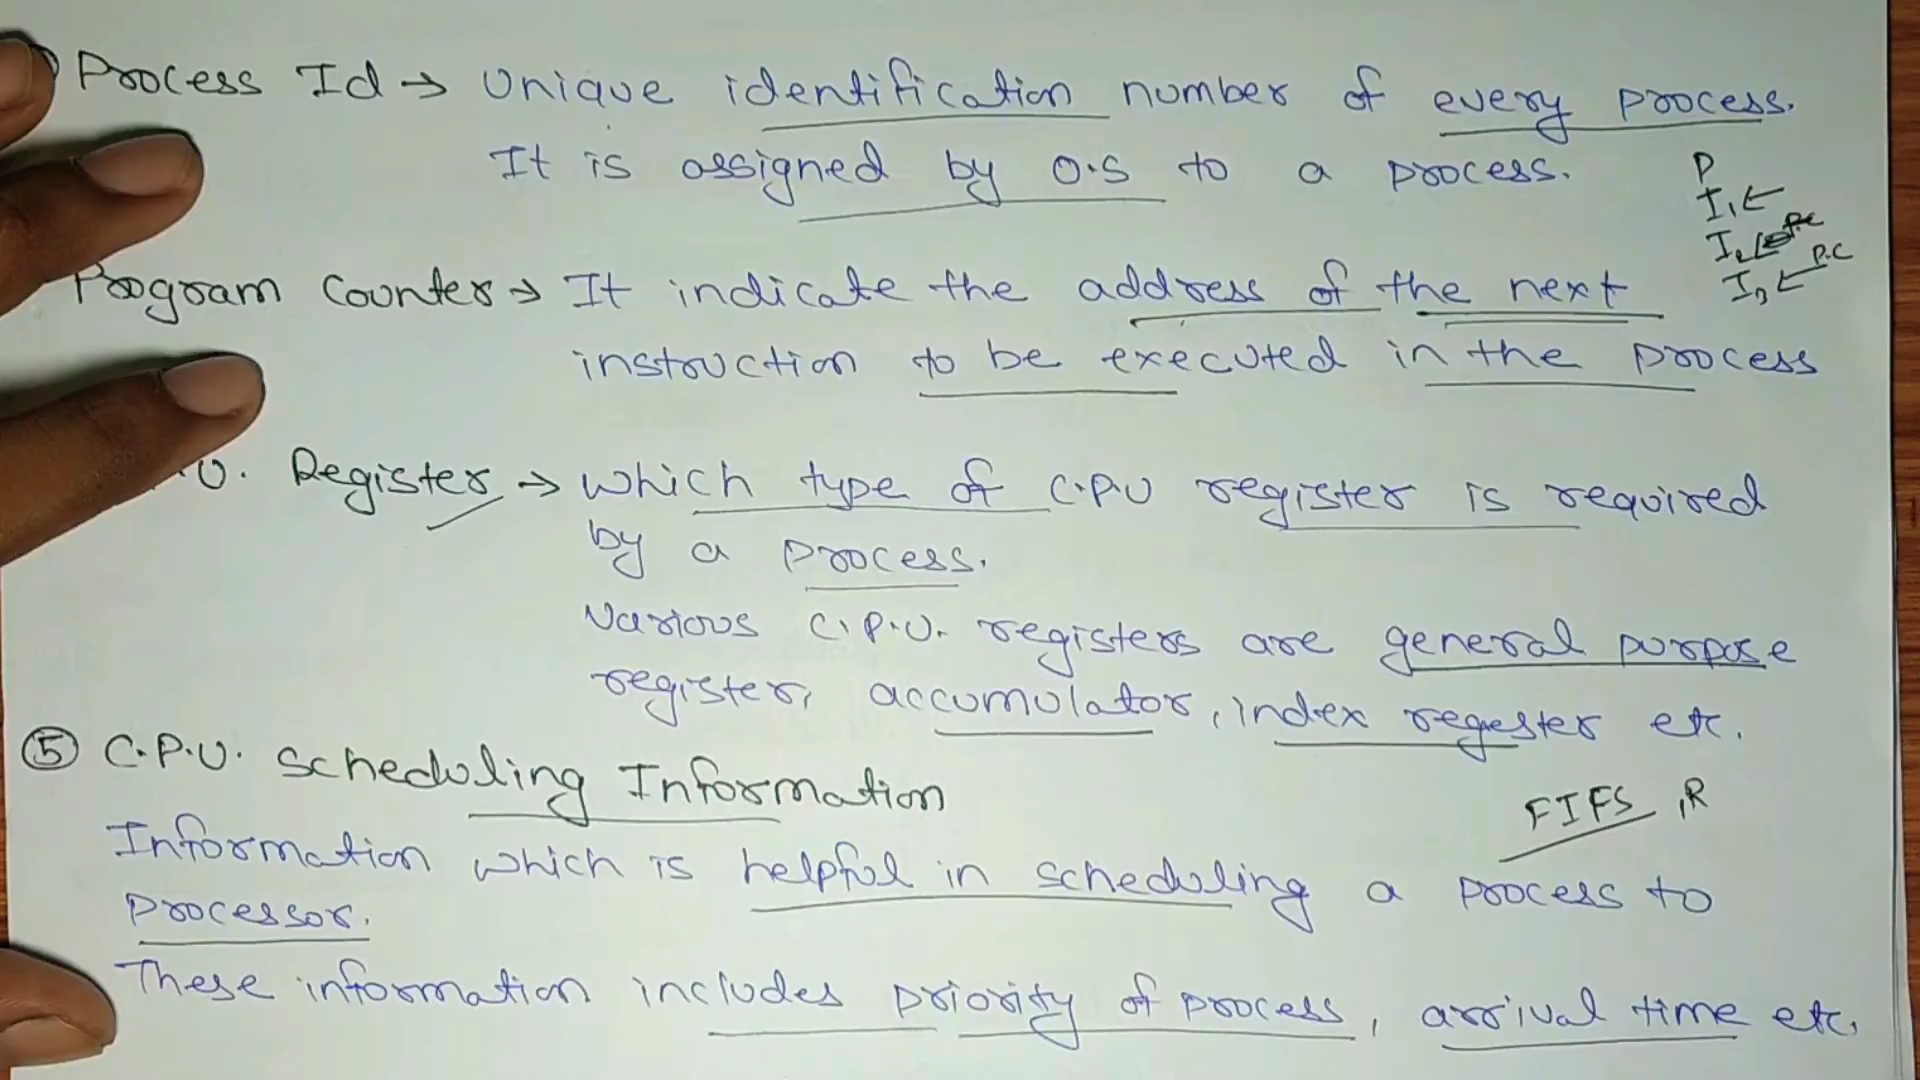 Process Id → Unique identification number of every process.
It is assigned by O.S to a process.
P
I1 ←
I2 ← P.C
I3 ← P.C
Program Counter → It indicate the address of the next
instruction to be executed in the process
.U. Register → which type of C.P.U register is required
by a process.
Various C.P.U. registers are general purpose
register, accumulator, index regester etc.
⑤ C.P.U. Scheduling Information
FIFS , R
Information which is helpful in scheduling a process to
processor.
These information includes priority of process, arrival time etc.